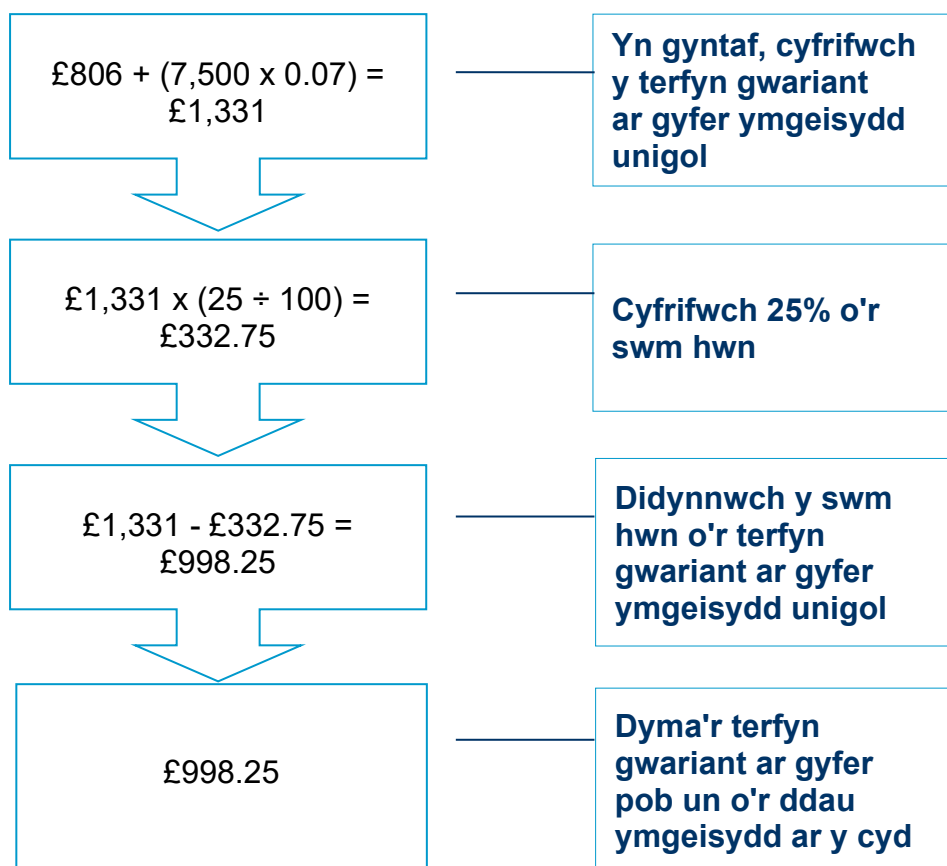 £806 + (7,500 x 0.07) =
£1,331
Yn gyntaf, cyfrifwch
y terfyn gwariant
ar gyfer ymgeisydd
unigol
£1,331 x (25 ÷ 100) =
£332.75
Cyfrifwch 25% o'r
swm hwn
£1,331 - £332.75 =
£998.25
Didynnwch y swm
hwn o'r terfyn
gwariant ar gyfer
ymgeisydd unigol
£998.25
Dyma'r terfyn
gwariant ar gyfer
pob un o'r ddau
ymgeisydd ar y cyd